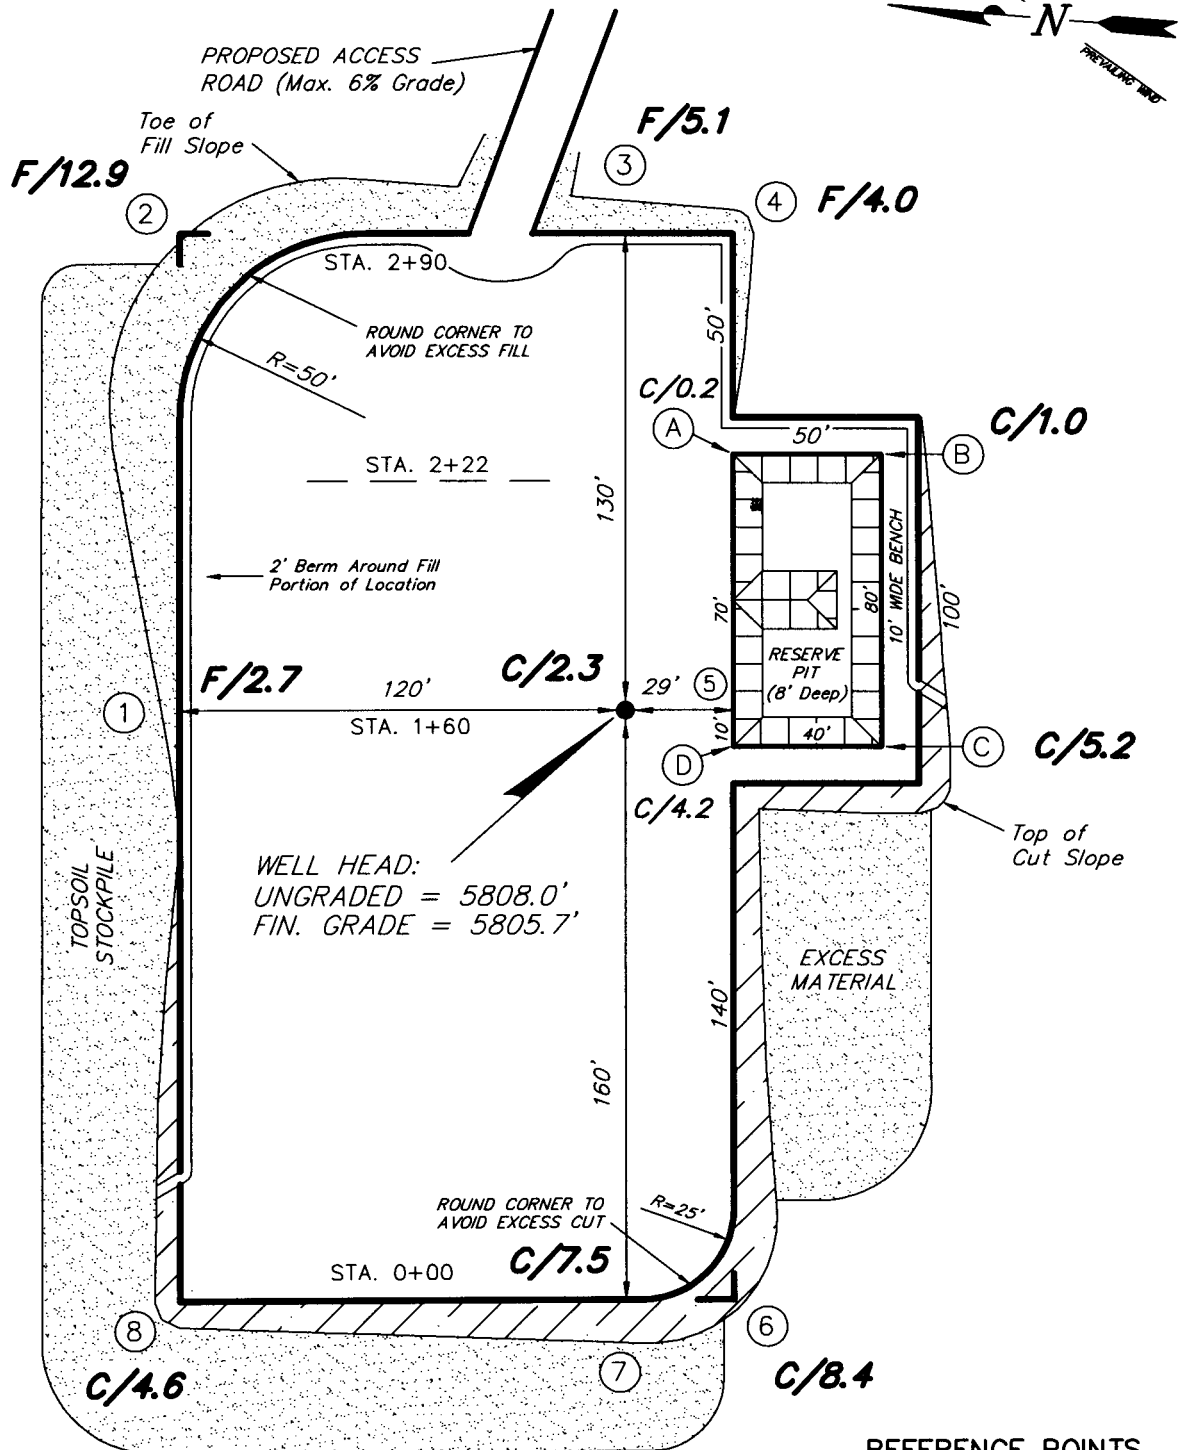 N
PREVAILING WIND
PROPOSED ACCESS
ROAD (Max. 6% Grade)
Toe of
Fill Slope
F/12.9
2
F/5.1
3
4
F/4.0
STA. 2+90
ROUND CORNER TO
AVOID EXCESS FILL
R=50'
50'
C/0.2
A
50'
C/1.0
B
STA. 2+22
130'
2' Berm Around Fill
Portion of Location
10' WIDE BENCH
100'
70'
80'
RESERVE
PIT
(8' Deep)
1
F/2.7
120'
C/2.3
29'
5
STA. 1+60
10'
40'
D
C
C/5.2
C/4.2
Top of
Cut Slope
WELL HEAD:
UNGRADED = 5808.0'
FIN. GRADE = 5805.7'
TOPSOIL
STOCKPILE
EXCESS
MATERIAL
140'
160'
ROUND CORNER TO
AVOID EXCESS CUT
R=25'
STA. 0+00
C/7.5
8
C/4.6
7
6
C/8.4
REFERENCE POINTS